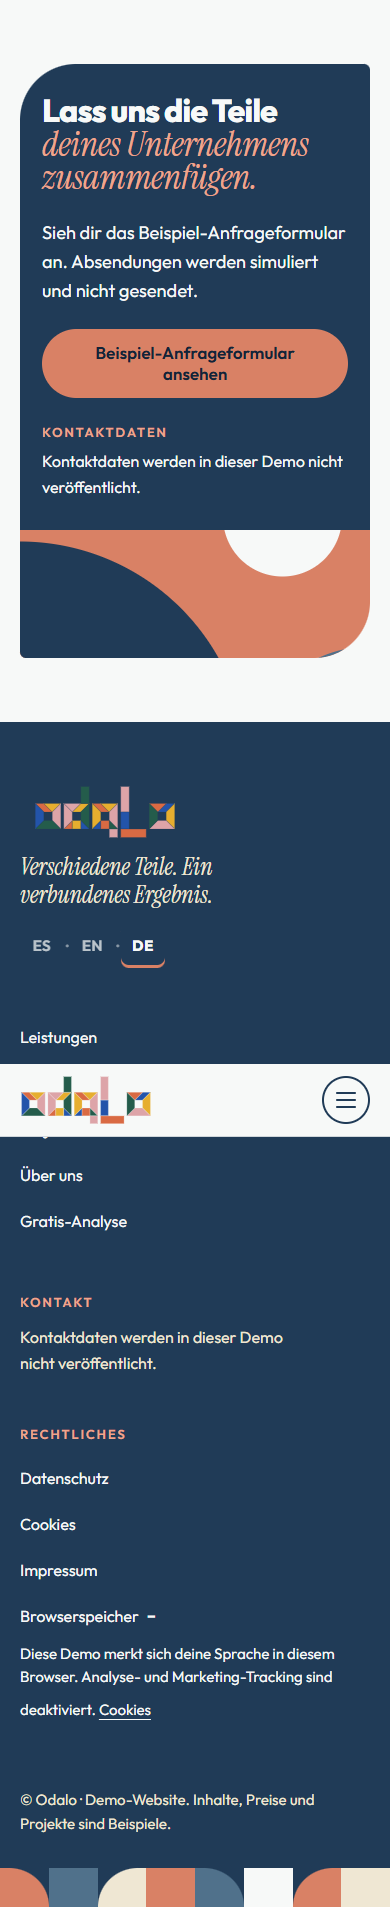 Lass uns die Teile
deines Unternehmens
zusammenfügen.
Sieh dir das Beispiel-Anfrageformular
an. Absendungen werden simuliert
und nicht gesendet.
Beispiel-Anfrageformular
ansehen
KONTAKTDATEN
Kontaktdaten werden in dieser Demo nicht
veröffentlicht.
odalo
Verschiedene Teile. Ein
verbundenes Ergebnis.
ES · EN · DE
Leistungen
odalo
Über uns
Gratis-Analyse
KONTAKT
Kontaktdaten werden in dieser Demo
nicht veröffentlicht.
RECHTLICHES
Datenschutz
Cookies
Impressum
Browserspeicher –
Diese Demo merkt sich deine Sprache in diesem
Browser. Analyse- und Marketing-Tracking sind
deaktiviert. Cookies
© Odalo · Demo-Website. Inhalte, Preise und
Projekte sind Beispiele.